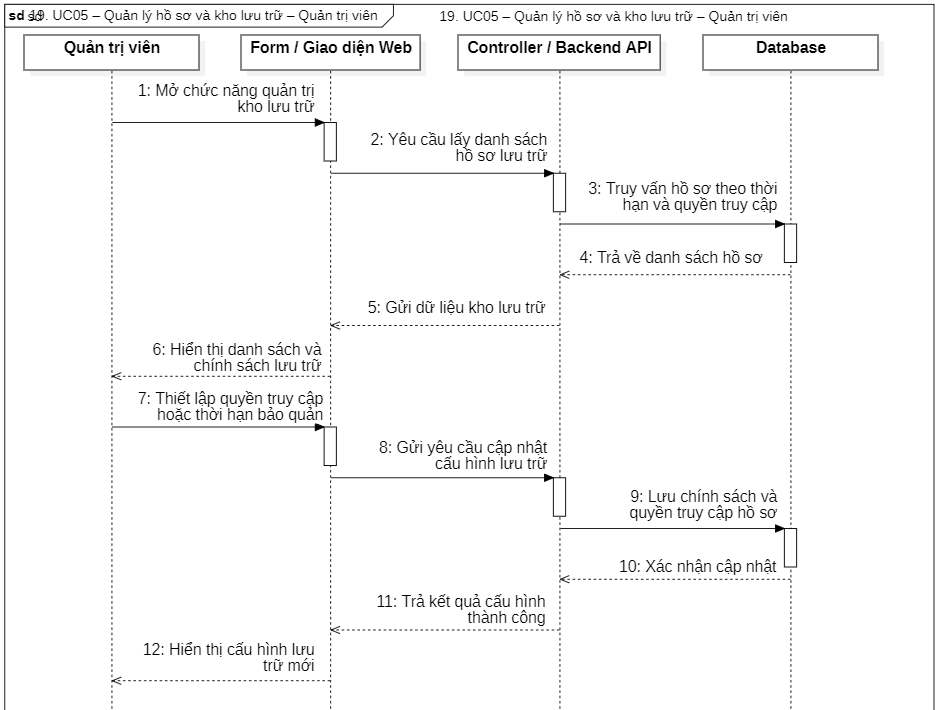 sd 19. UC05 – Quản lý hồ sơ và kho lưu trữ – Quản trị viên
19. UC05 – Quản lý hồ sơ và kho lưu trữ – Quản trị viên
Quản trị viên
Form / Giao diện Web
Controller / Backend API
Database
1: Mở chức năng quản trị
kho lưu trữ
2: Yêu cầu lấy danh sách
hồ sơ lưu trữ
3: Truy vấn hồ sơ theo thời
hạn và quyền truy cập
4: Trả về danh sách hồ sơ
5: Gửi dữ liệu kho lưu trữ
6: Hiển thị danh sách và
chính sách lưu trữ
7: Thiết lập quyền truy cập
hoặc thời hạn bảo quản
8: Gửi yêu cầu cập nhật
cấu hình lưu trữ
9: Lưu chính sách và
quyền truy cập hồ sơ
10: Xác nhận cập nhật
11: Trả kết quả cấu hình
thành công
12: Hiển thị cấu hình lưu
trữ mới